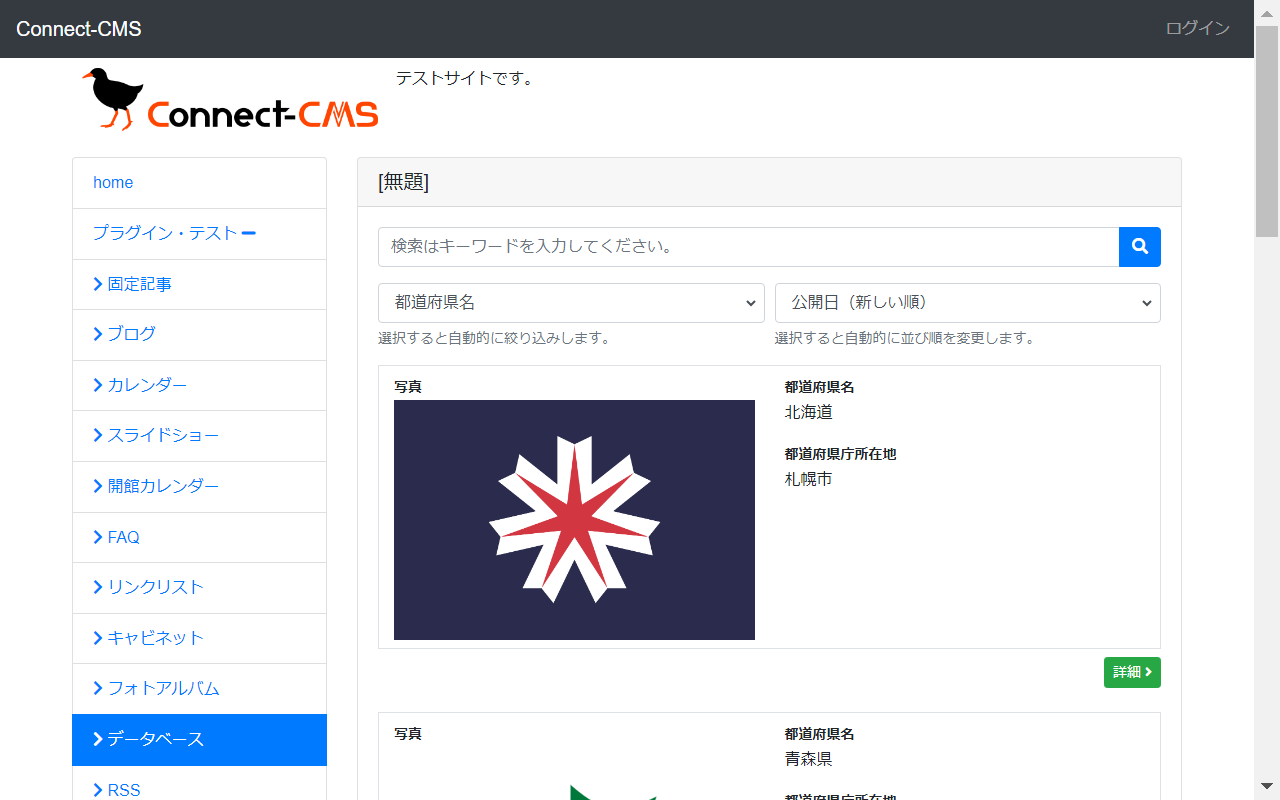 Connect-CMS
ログイン
Connect-CMS
テストサイトです。
home
プラグイン・テスト
固定記事
ブログ
カレンダー
スライドショー
開館カレンダー
FAQ
リンクリスト
キャビネット
フォトアルバム
データベース
RSS
[無題]
検索はキーワードを入力してください。
都道府県名
公開日（新しい順）
選択すると自動的に絞り込みします。
選択すると自動的に並び順を変更します。
写真
都道府県名
北海道
都道府県庁所在地
札幌市
詳細
写真
都道府県名
青森県
都道府県庁所在地